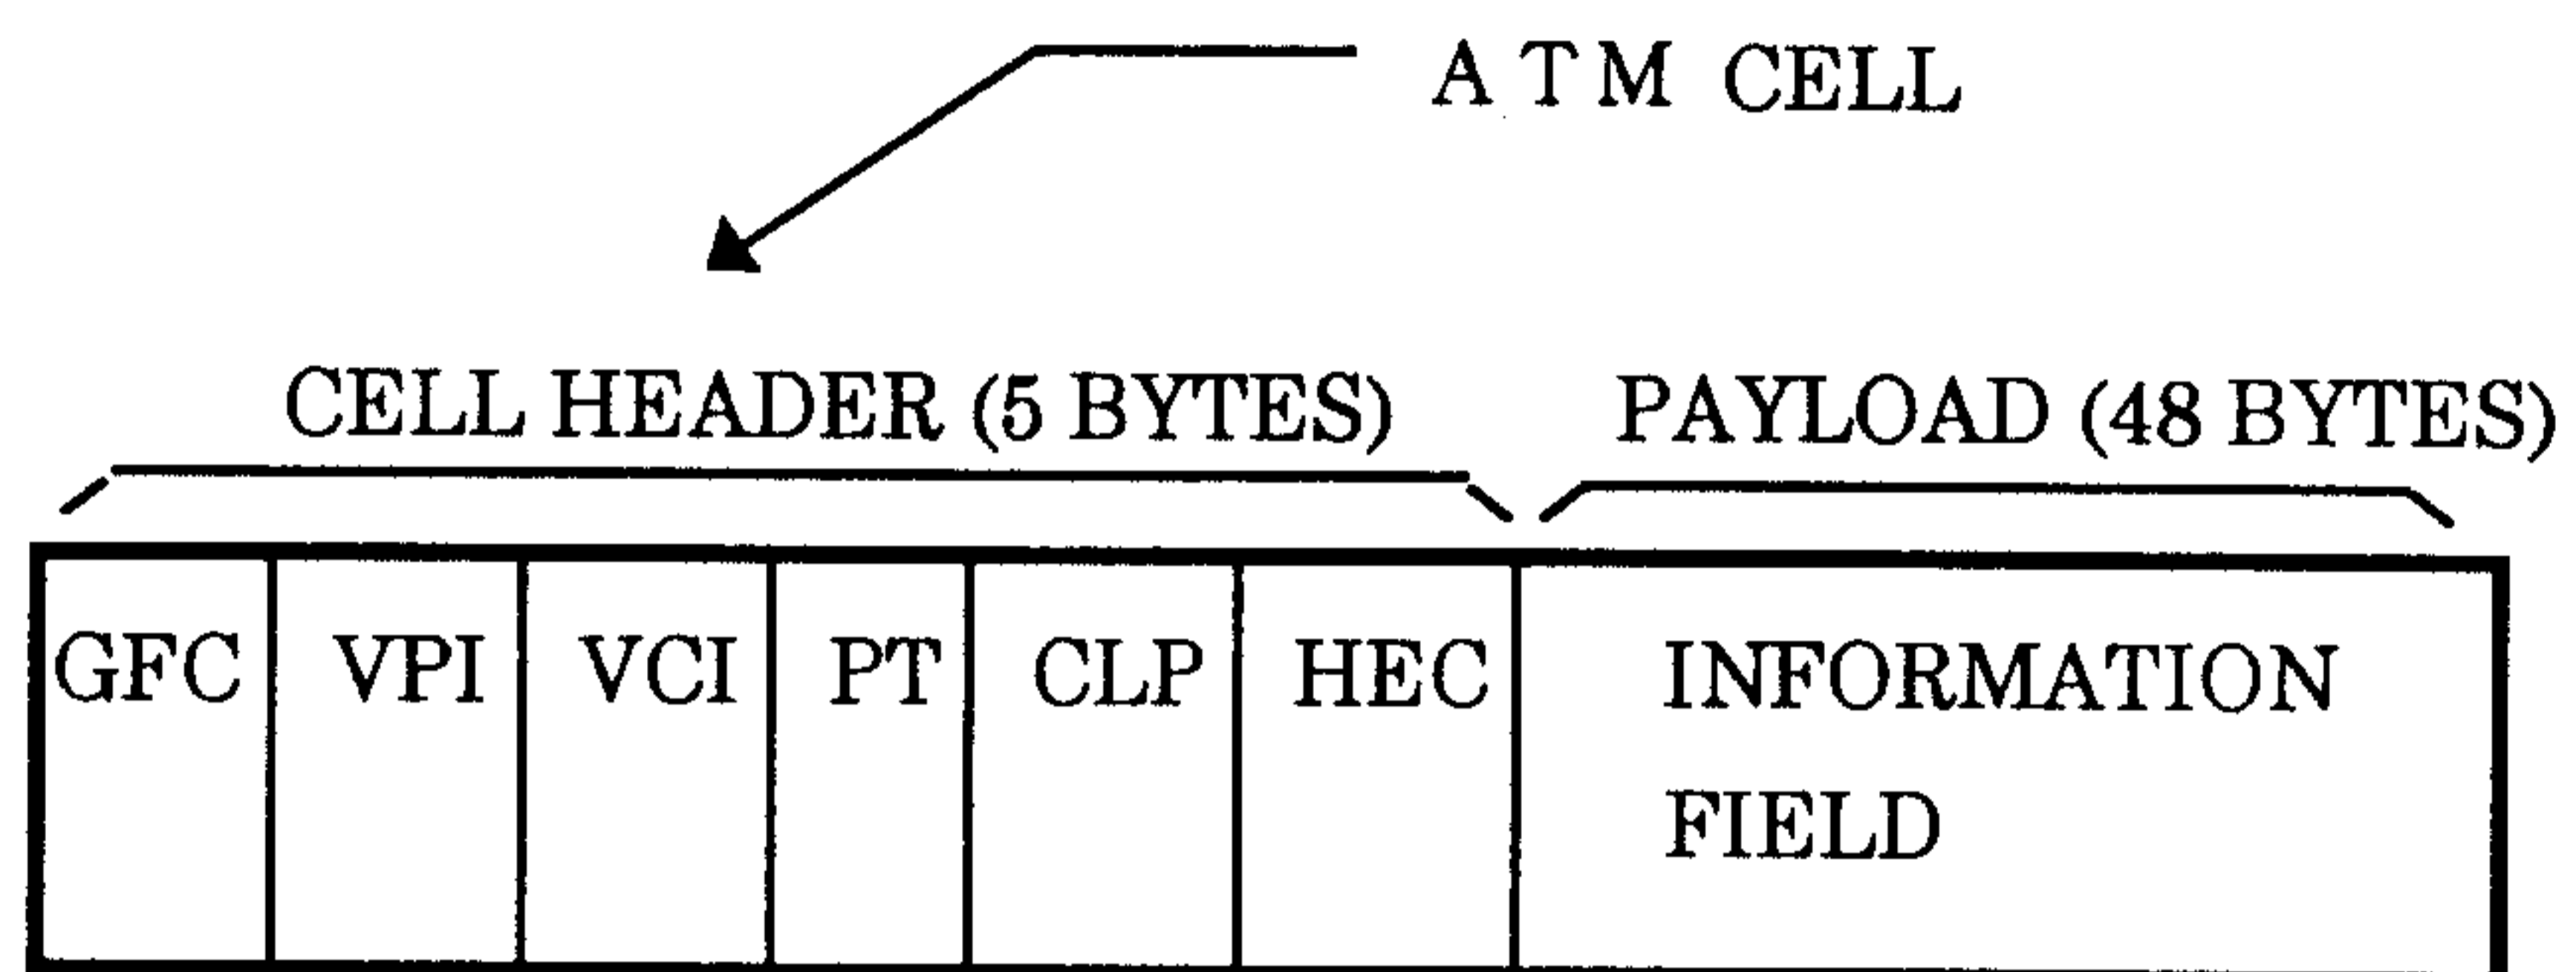 ATM CELL
CELL HEADER (5 BYTES) PAYLOAD (48 BYTES)
GFC VPI VCI PT CLP HEC INFORMATION
FIELD